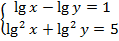 lg x − lg y = 1
lg² x + lg² y = 5